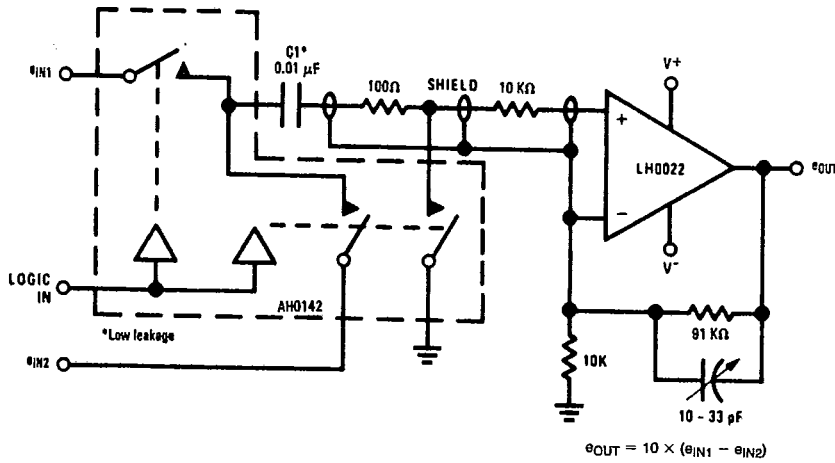 V+
C1*
0.01 μF
100Ω
SHIELD
10 KΩ
eIN1
+
LH0022
eOUT
−
V-
LOGIC
IN
AH0142
*Low leakage
91 KΩ
10K
eIN2
10 - 33 pF
eOUT = 10 × (eIN1 − eIN2)